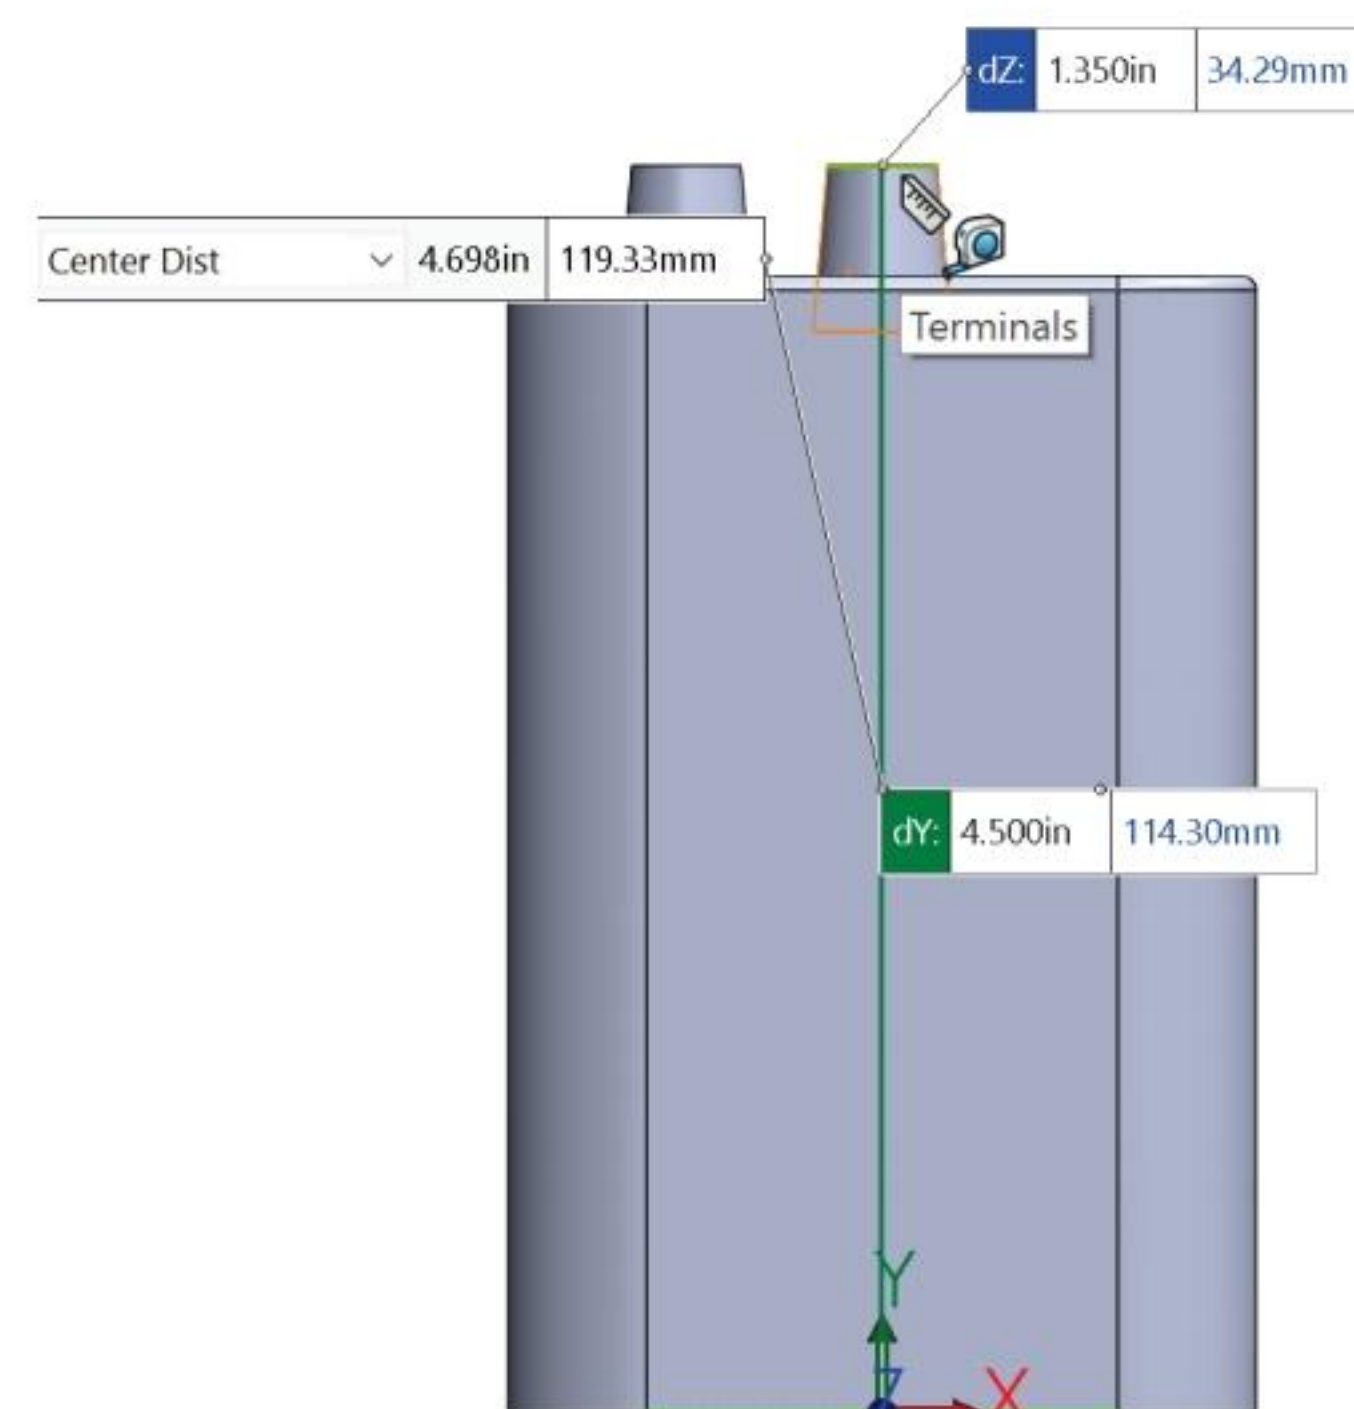 dZ: 1.350in 34.29mm
Center Dist 4.698in 119.33mm
Terminals
dY: 4.500in 114.30mm
Y
Z X